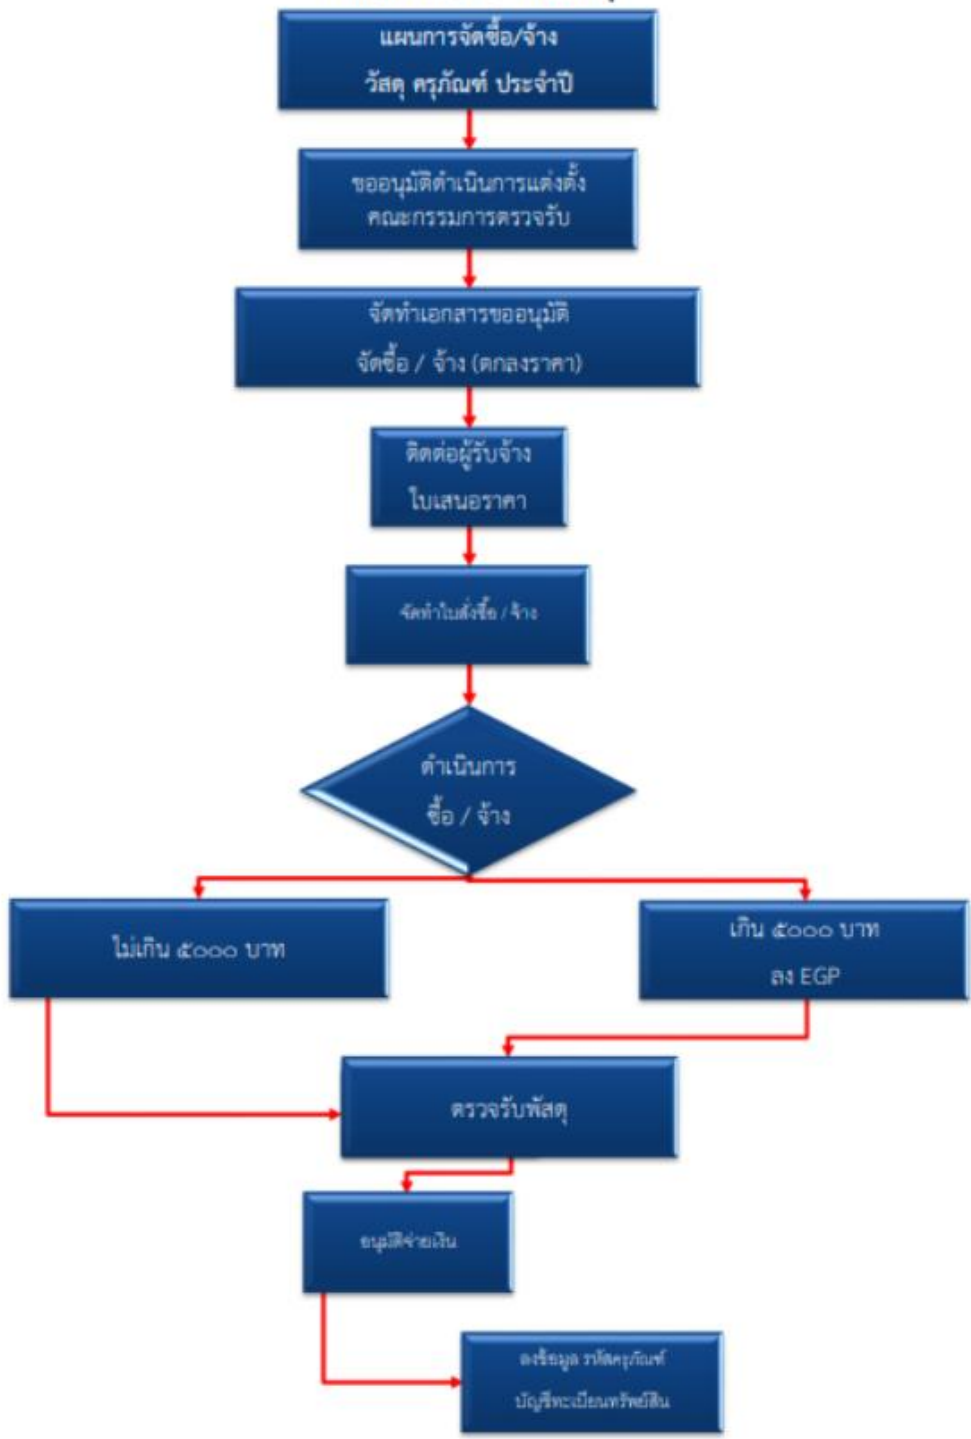 แผนการจัดซื้อ/จ้าง
วัสดุ ครุภัณฑ์ ประจำปี
ขออนุมัติดำเนินการแต่งตั้ง
คณะกรรมการตรวจรับ
จัดทำเอกสารขออนุมัติ
จัดซื้อ / จ้าง (ตกลงราคา)
ติดต่อผู้รับจ้าง
ใบเสนอราคา
จัดทำใบสั่งซื้อ / จ้าง
ดำเนินการ
ซื้อ / จ้าง
ไม่เกิน ๕๐๐๐ บาท
เกิน ๕๐๐๐ บาท
ลง EGP
ตรวจรับพัสดุ
อนุมัติจ่ายเงิน
ลงข้อมูล รหัสครุภัณฑ์
บัญชีทะเบียนทรัพย์สิน